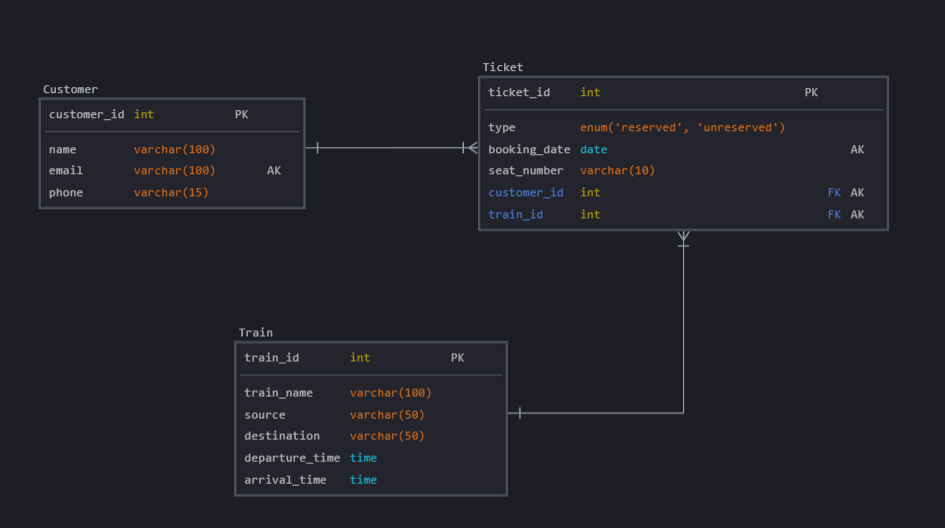 Customer
customer_id int PK
name varchar(100)
email varchar(100) AK
phone varchar(15)
Ticket
ticket_id int PK
type enum('reserved', 'unreserved')
booking_date date AK
seat_number varchar(10)
customer_id int FK AK
train_id int FK AK
Train
train_id int PK
train_name varchar(100)
source varchar(50)
destination varchar(50)
departure_time time
arrival_time time